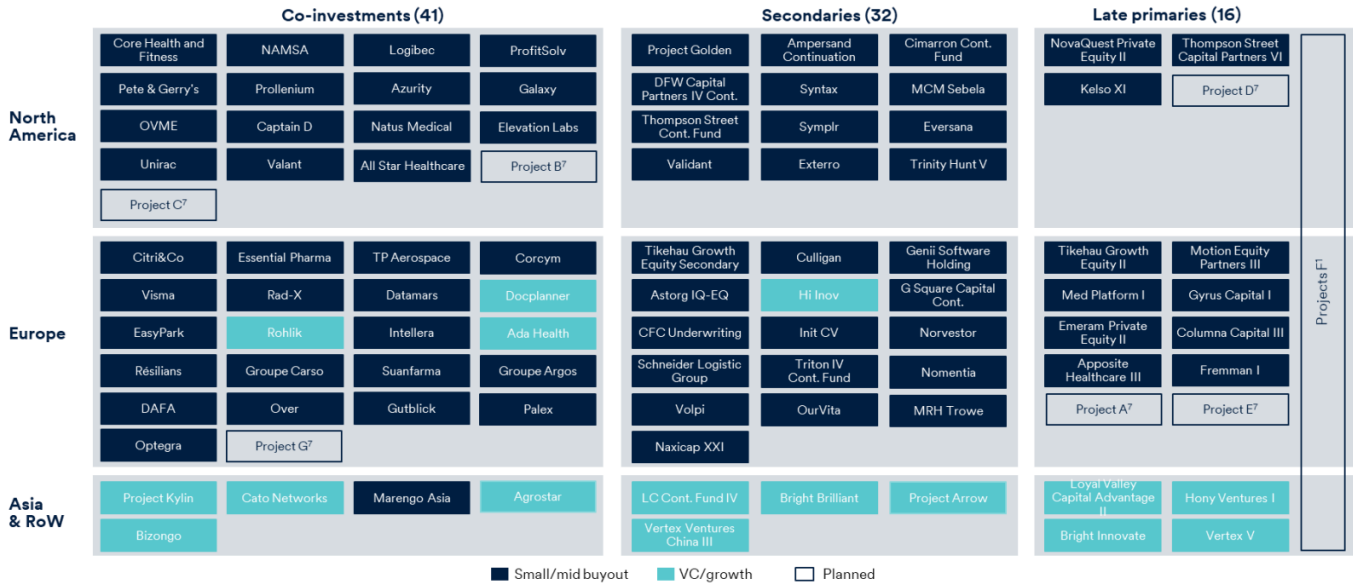 Co-investments (41)
Secondaries (32)
Late primaries (16)
North
America
Core Health and
Fitness
NAMSA
Logibec
ProfitSolv
Pete & Gerry's
Prollenium
Azurity
Galaxy
OVME
Captain D
Natus Medical
Elevation Labs
Unirac
Valant
All Star Healthcare
Project B⁷
Project C⁷
Project Golden
Ampersand
Continuation
Cimarron Cont.
Fund
DFW Capital
Partners IV Cont.
Syntax
MCM Sebela
Thompson Street
Cont. Fund
Symplr
Eversana
Validant
Exterro
Trinity Hunt V
NovaQuest Private
Equity II
Thompson Street
Capital Partners VI
Kelso XI
Project D⁷
Projects F¹
Europe
Citri&Co
Essential Pharma
TP Aerospace
Corcym
Visma
Rad-X
Datamars
Docplanner
EasyPark
Rohlik
Intellera
Ada Health
Résilians
Groupe Carso
Suanfarma
Groupe Argos
DAFA
Over
Gutblick
Palex
Optegra
Project G⁷
Tikehau Growth
Equity Secondary
Culligan
Genii Software
Holding
Astorg IQ-EQ
Hi Inov
G Square Capital
Cont.
CFC Underwriting
Init CV
Norvestor
Schneider Logistic
Group
Triton IV
Cont. Fund
Nomentia
Volpi
OurVita
MRH Trowe
Naxicap XXI
Tikehau Growth
Equity II
Motion Equity
Partners III
Med Platform I
Gyrus Capital I
Emeram Private
Equity II
Columna Capital III
Apposite
Healthcare III
Fremman I
Project A⁷
Project E⁷
Asia
& RoW
Project Kylin
Cato Networks
Marengo Asia
Agrostar
Bizongo
LC Cont. Fund IV
Bright Brilliant
Project Arrow
Vertex Ventures
China III
Loyal Valley
Capital Advantage
II
Hony Ventures I
Bright Innovate
Vertex V
Small/mid buyout
VC/growth
Planned